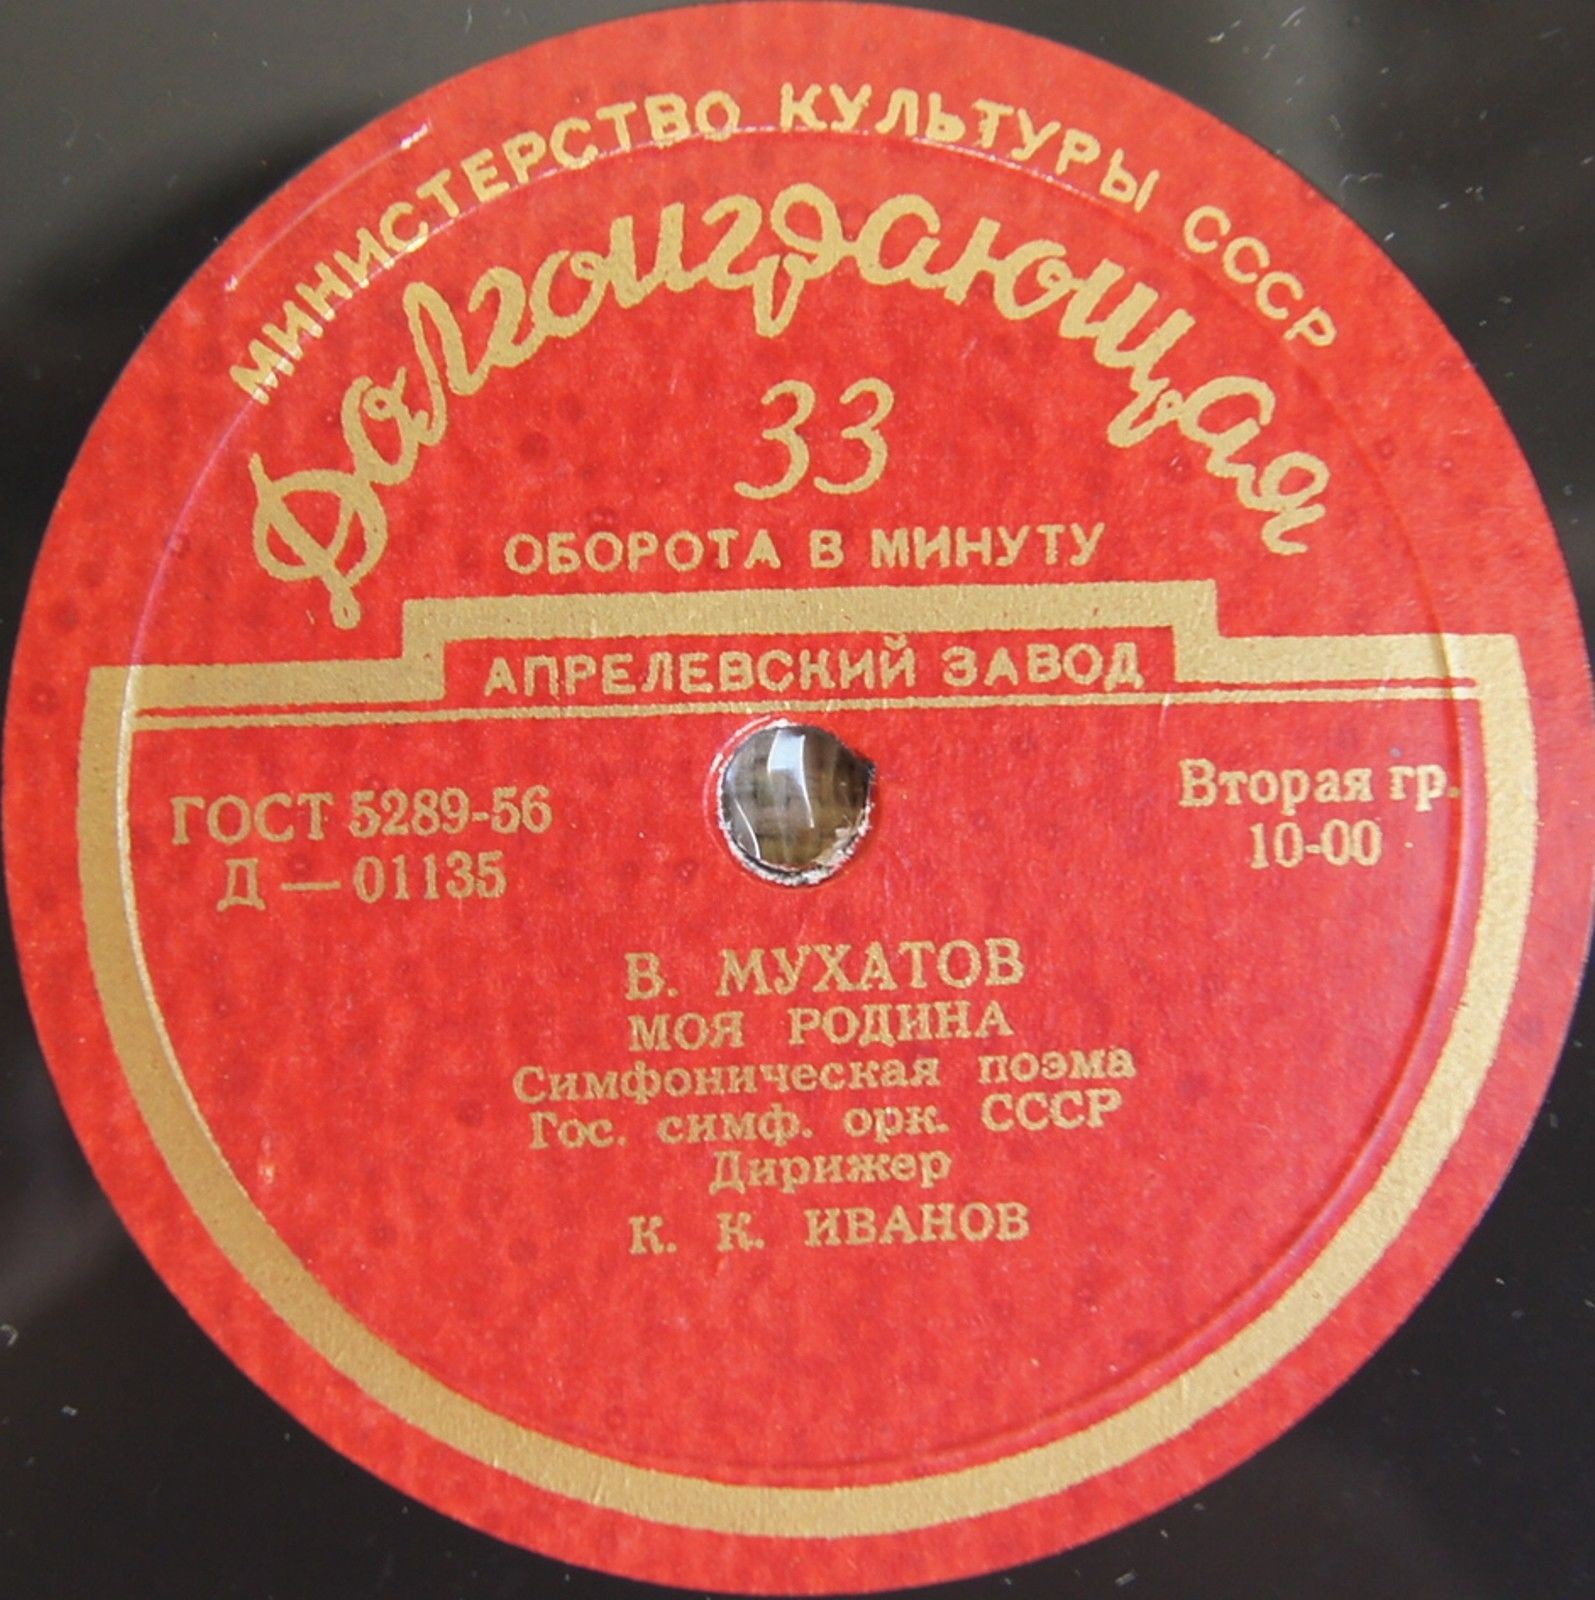 МИНИСТЕРСТВО КУЛЬТУРЫ СССР
Долгоиграющая
33
ОБОРОТА В МИНУТУ
АПРЕЛЕВСКИЙ ЗАВОД
ГОСТ 5289-56
Д — 01135
Вторая гр.
10-00
В. МУХАТОВ
МОЯ РОДИНА
Симфоническая поэма
Гос. симф. орк. СССР
Дирижер
К. К. ИВАНОВ